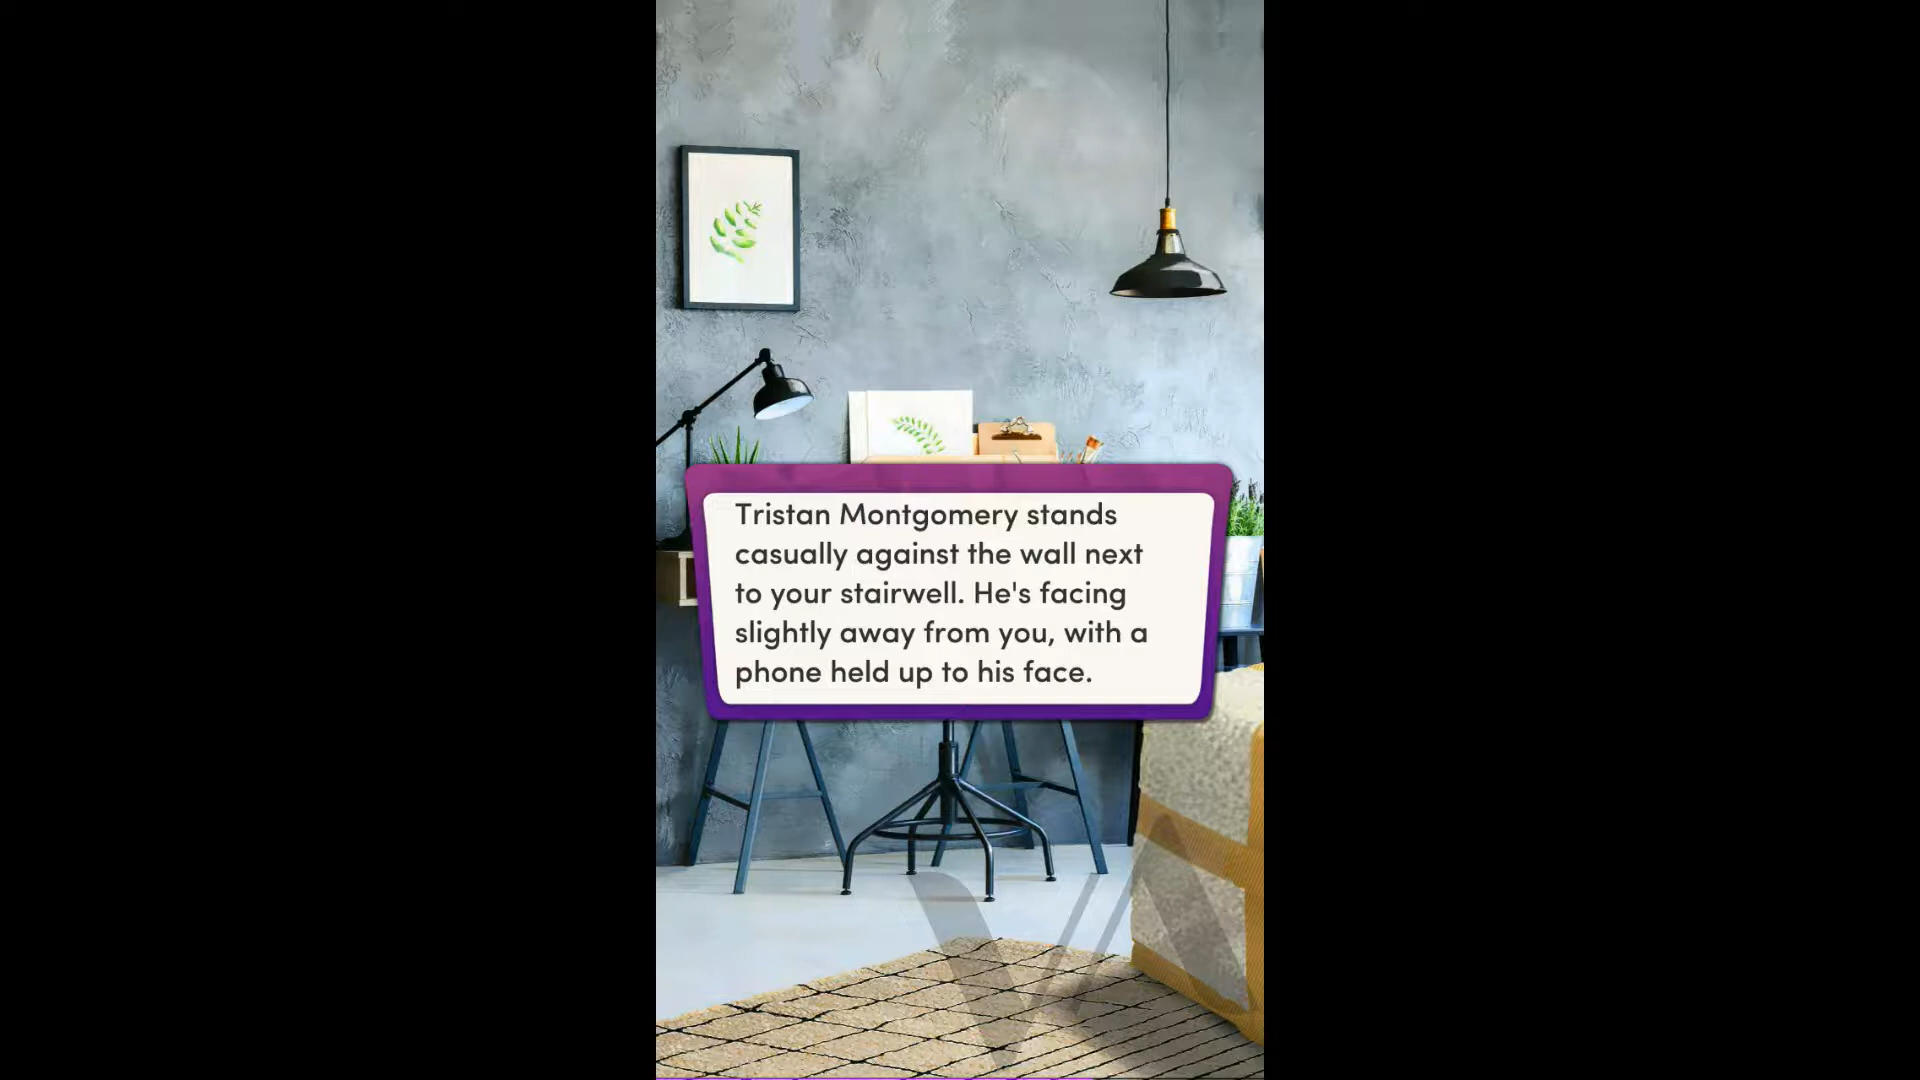 Tristan Montgomery stands
casually against the wall next
to your stairwell. He's facing
slightly away from you, with a
phone held up to his face.